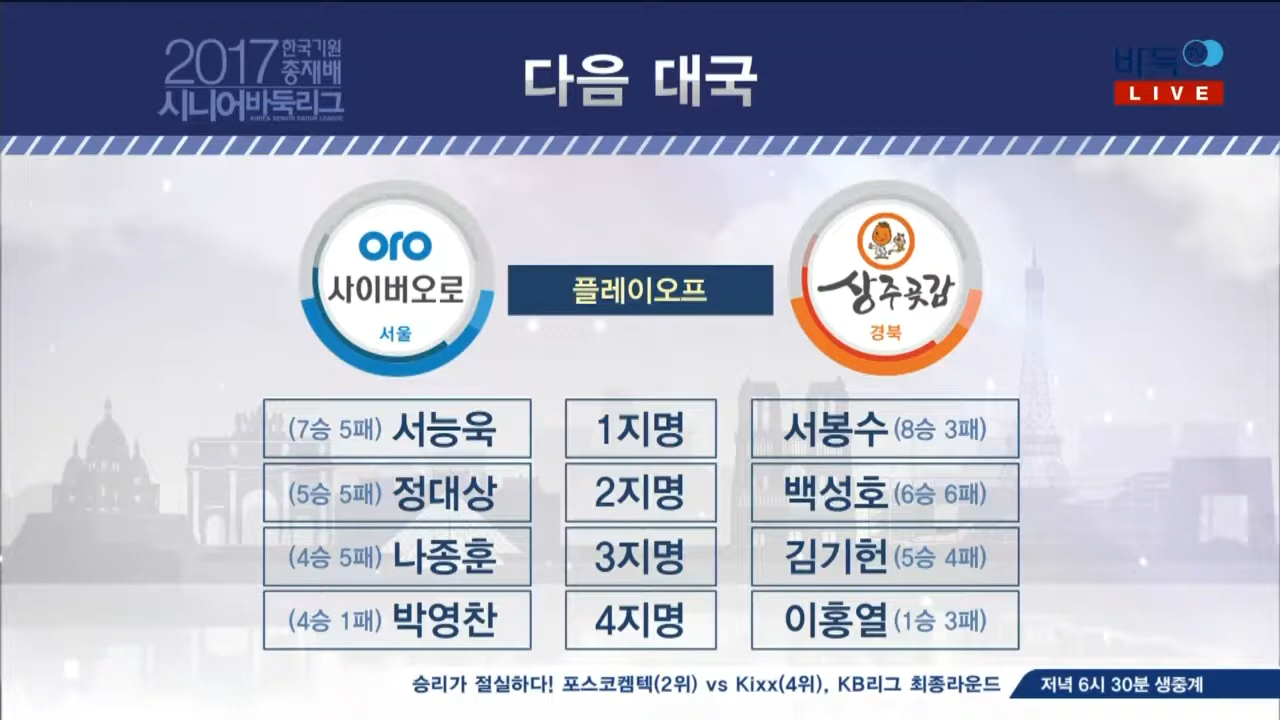 2017 한국기원
총재배
시니어바둑리그
KOREA SENIOR BADUK LEAGUE
다음 대국
바둑TV
LIVE
oro
사이버오로
서울
플레이오프
상주곶감
경북
(7승 5패) 서능욱 1지명 서봉수 (8승 3패)
(5승 5패) 정대상 2지명 백성호 (6승 6패)
(4승 5패) 나종훈 3지명 김기헌 (5승 4패)
(4승 1패) 박영찬 4지명 이홍열 (1승 3패)
승리가 절실하다! 포스코켐텍(2위) vs Kixx(4위), KB리그 최종라운드 저녁 6시 30분 생중계